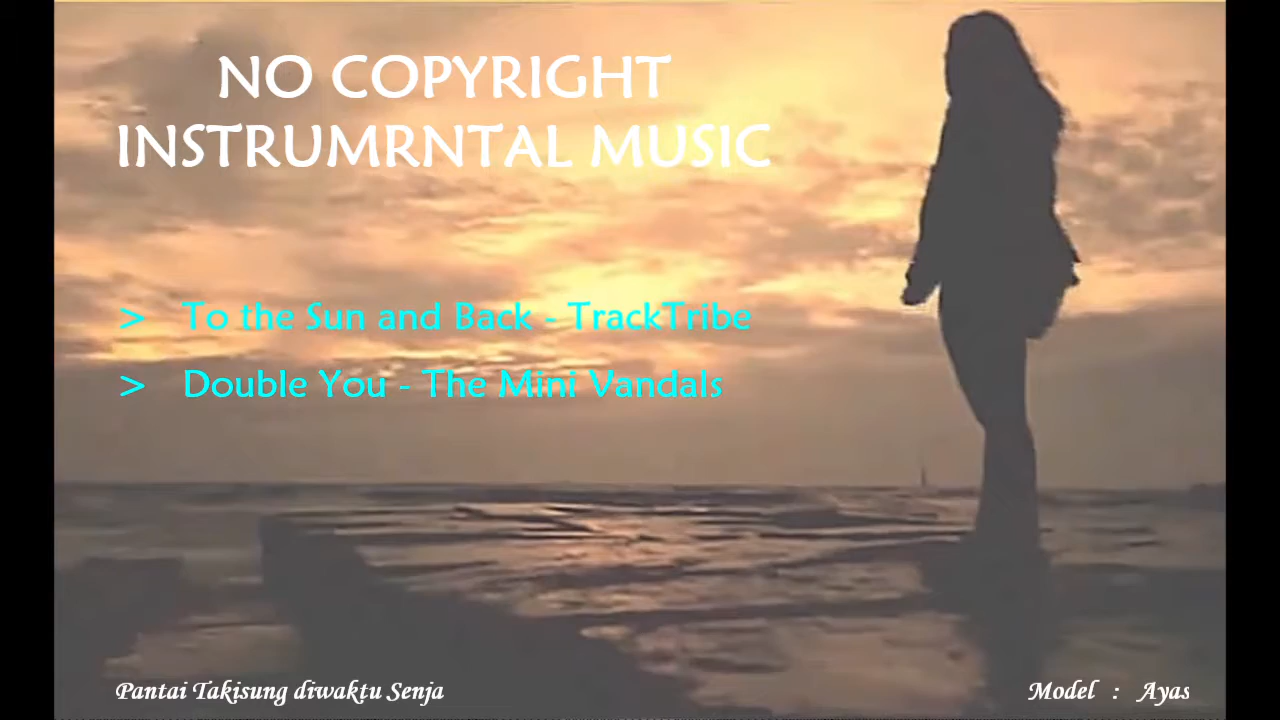 NO COPYRIGHT
INSTRUMRNTAL MUSIC
> To the Sun and Back - TrackTribe
> Double You - The Mini Vandals
Pantai Takisung diwaktu Senja
Model : Ayas